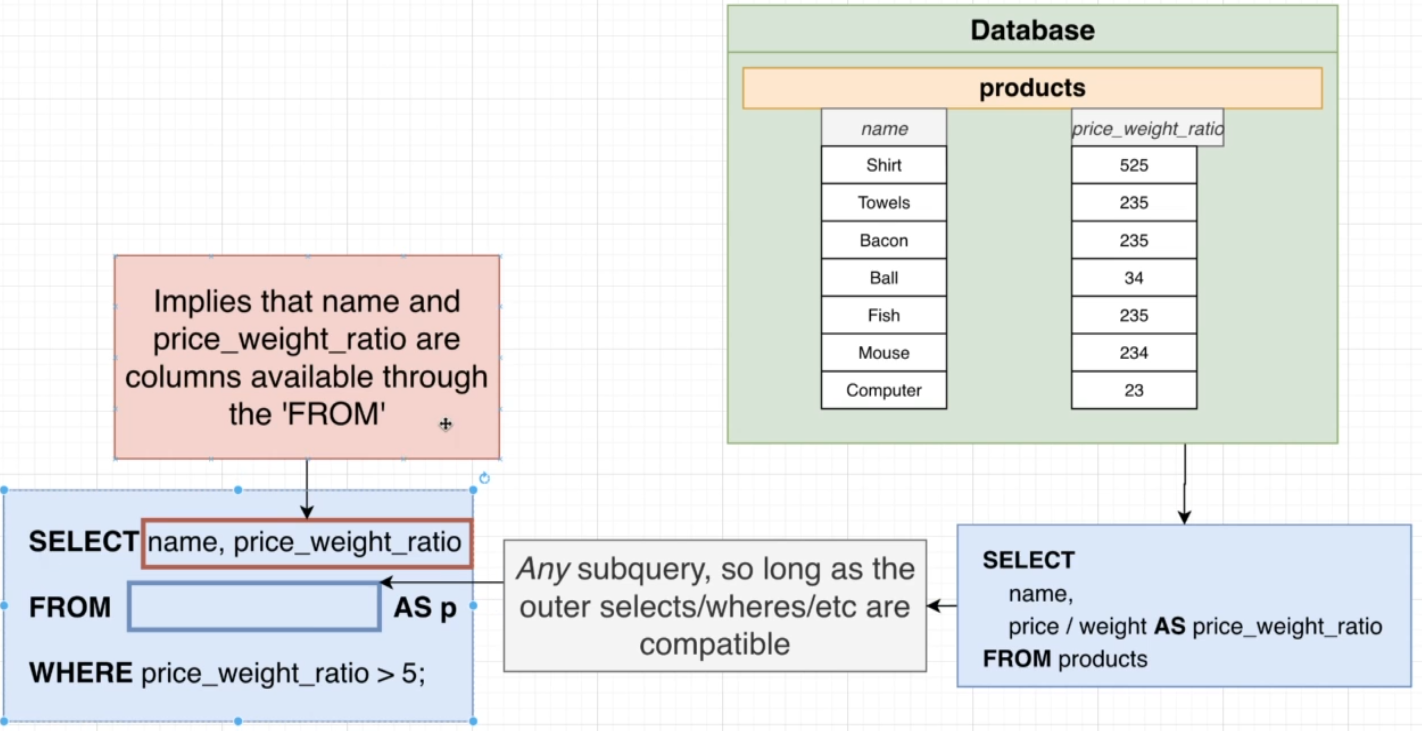 Database
products
name price_weight_ratio
Shirt 525
Towels 235
Bacon 235
Ball 34
Fish 235
Mouse 234
Computer 23
Implies that name and
price_weight_ratio are
columns available through
the 'FROM'
SELECT name, price_weight_ratio
FROM AS p
WHERE price_weight_ratio > 5;
Any subquery, so long as the
outer selects/wheres/etc are
compatible
SELECT
name,
price / weight AS price_weight_ratio
FROM products